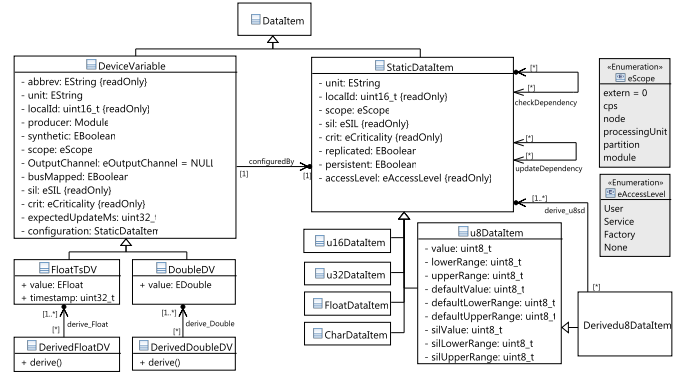 DataItem
DeviceVariable
- abbrev: EString {readOnly}
- unit: EString
- localId: uint16_t {readOnly}
- producer: Module
- synthetic: EBoolean
- scope: eScope
- OutputChannel: eOutputChannel = NULL
- busMapped: EBoolean
- sil: eSIL {readOnly}
- crit: eCriticality {readOnly}
- expectedUpdateMs: uint32_t
- configuration: StaticDataItem
StaticDataItem
- unit: EString
- localId: uint16_t {readOnly}
- scope: eScope
- sil: eSIL {readOnly}
- crit: eCriticality {readOnly}
- replicated: EBoolean
- persistent: EBoolean
- accessLevel: eAccessLevel {readOnly}
configuredBy
[1]
[1]
[*]
[*]
checkDependency
[*]
[*]
updateDependency
[1..*]
derive_u8sd
[*]
«Enumeration»
eScope
extern = 0
cps
node
processingUnit
partition
module
«Enumeration»
eAccessLevel
User
Service
Factory
None
FloatTsDV
+ value: EFloat
+ timestamp: uint32_t
DoubleDV
+ value: EDouble
[1..*]
derive_Float
[*]
[1..*]
derive_Double
[*]
DerivedFloatDV
+ derive()
DerivedDoubleDV
+ derive()
u16DataItem
u32DataItem
FloatDataItem
CharDataItem
u8DataItem
- value: uint8_t
- lowerRange: uint8_t
- upperRange: uint8_t
- defaultValue: uint8_t
- defaultLowerRange: uint8_t
- defaultUpperRange: uint8_t
- silValue: uint8_t
- silLowerRange: uint8_t
- silUpperRange: uint8_t
Derivedu8DataItem